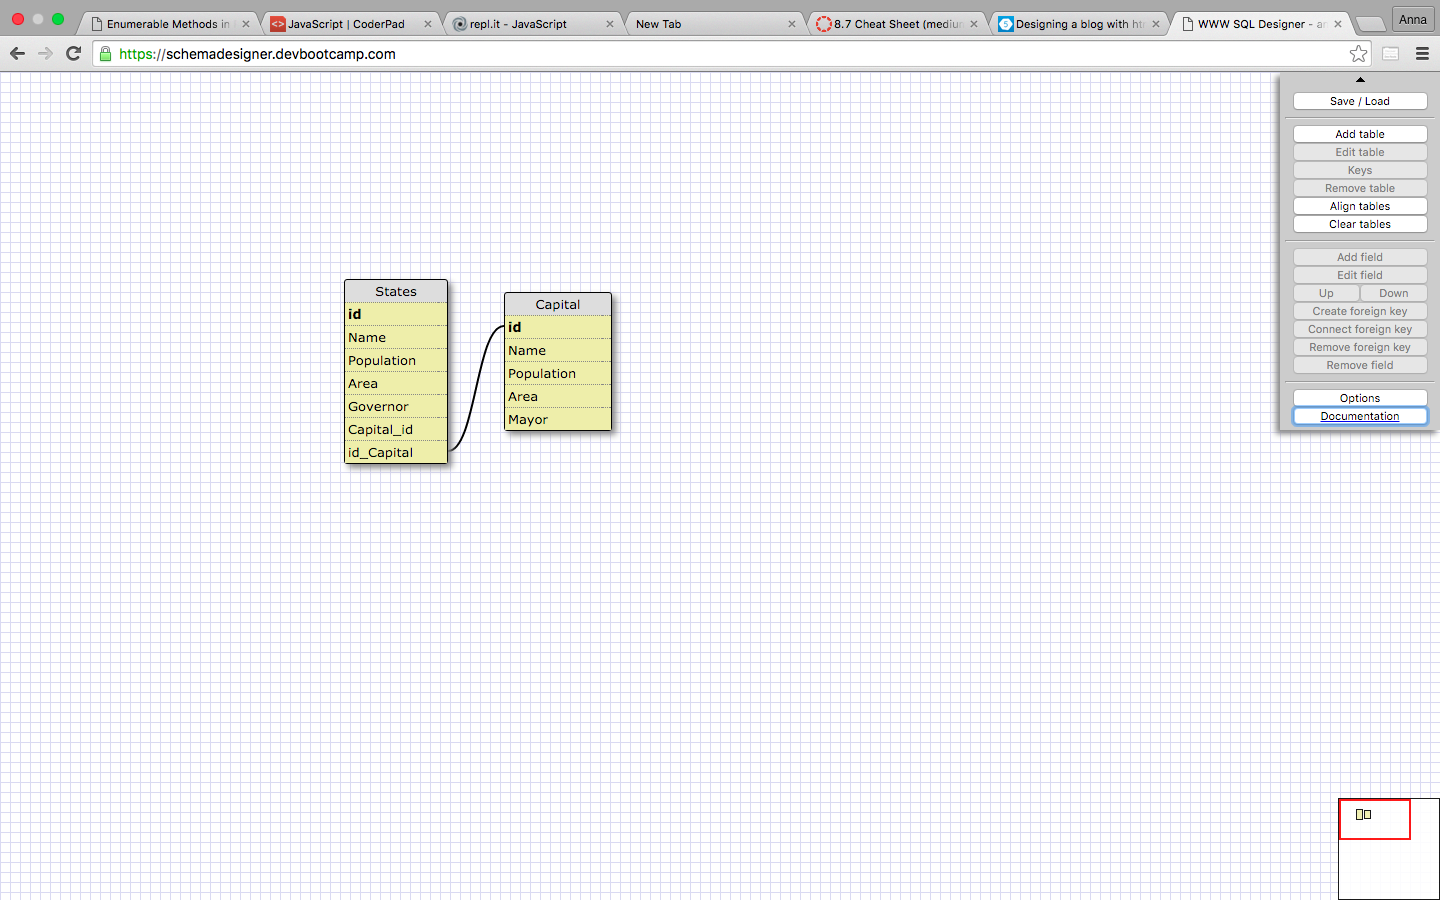 Enumerable Methods in
JavaScript | CoderPad
repl.it - JavaScript
New Tab
8.7 Cheat Sheet (mediu
Designing a blog with ht
WWW SQL Designer - a
Anna
https://schemadesigner.devbootcamp.com
Save / Load
Add table
Edit table
Keys
Remove table
Align tables
Clear tables
Add field
Edit field
Up Down
Create foreign key
Connect foreign key
Remove foreign key
Remove field
Options
Documentation
States
id
Name
Population
Area
Governor
Capital_id
id_Capital
Capital
id
Name
Population
Area
Mayor